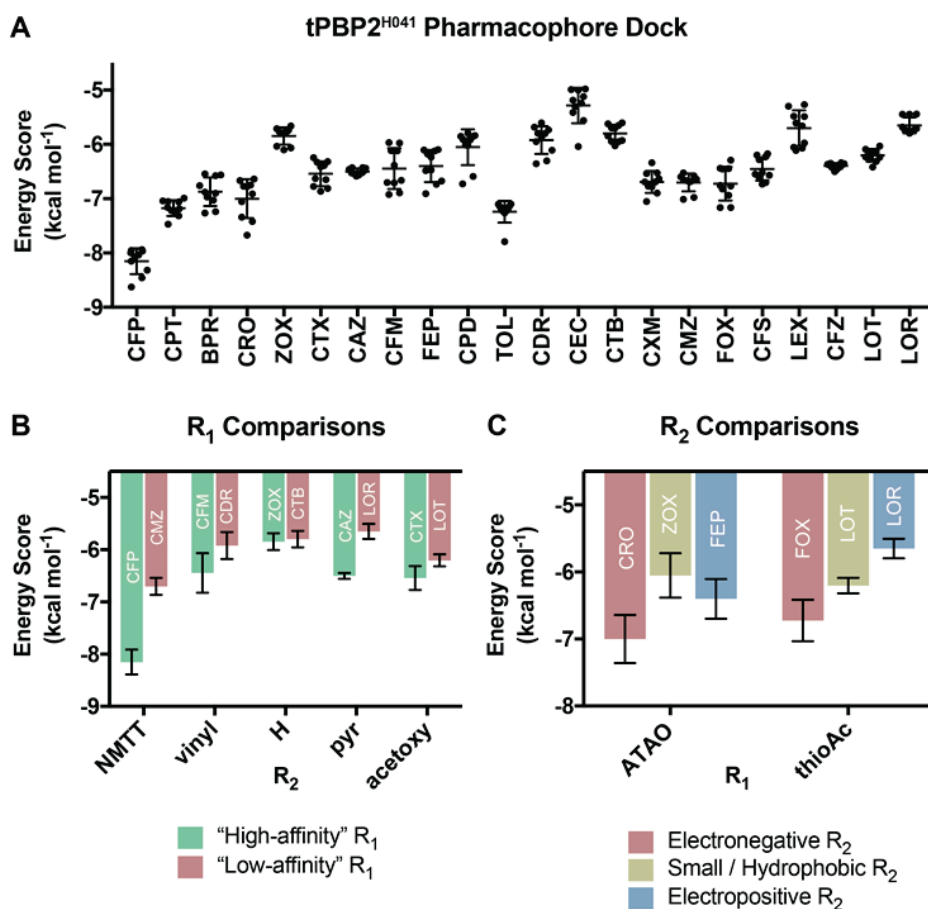 A
tPBP2H041 Pharmacophore Dock
Energy Score
(kcal mol-1)
-5
-6
-7
-8
-9
CFP CPT BPR CRO ZOX CTX CAZ CFM FEP CPD TOL CDR CEC CTB CXM CMZ FOX CFS LEX CFZ LOT LOR
B
R1 Comparisons
Energy Score
(kcal mol-1)
-5
-6
-7
-8
-9
CFP CMZ CFM CDR ZOX CTB CAZ LOR CTX LOT
NMTT vinyl H pyr acetoxy
R2
"High-affinity" R1
"Low-affinity" R1
C
R2 Comparisons
Energy Score
(kcal mol-1)
-5
-6
-7
-8
CRO ZOX FEP FOX LOT LOR
ATAO thioAc
R1
Electronegative R2
Small / Hydrophobic R2
Electropositive R2